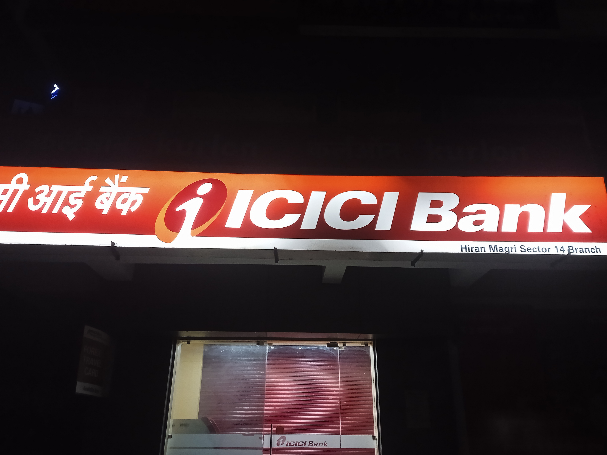 सी आई बैंक ICICI Bank
Hiran Magri Sector 14 Branch
ICICI Bank